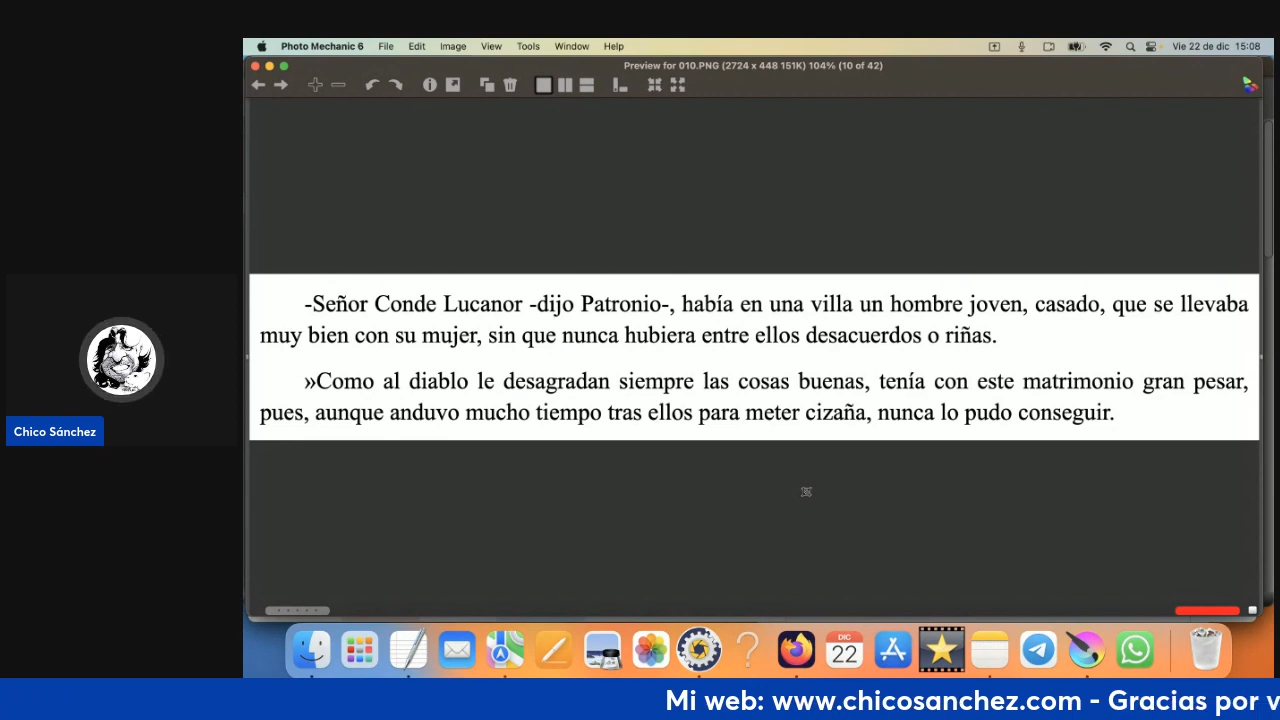 Photo Mechanic 6 File Edit Image View Tools Window Help Vie 22 de dic 15:08
Preview for 010.PNG (2724 x 448 151K) 104% (10 of 42)
-Señor Conde Lucanor -dijo Patronio-, había en una villa un hombre joven, casado, que se llevaba
muy bien con su mujer, sin que nunca hubiera entre ellos desacuerdos o riñas.
»Como al diablo le desagradan siempre las cosas buenas, tenía con este matrimonio gran pesar,
pues, aunque anduvo mucho tiempo tras ellos para meter cizaña, nunca lo pudo conseguir.
Chico Sánchez
DIC
22
Mi web: www.chicosanchez.com - Gracias por v